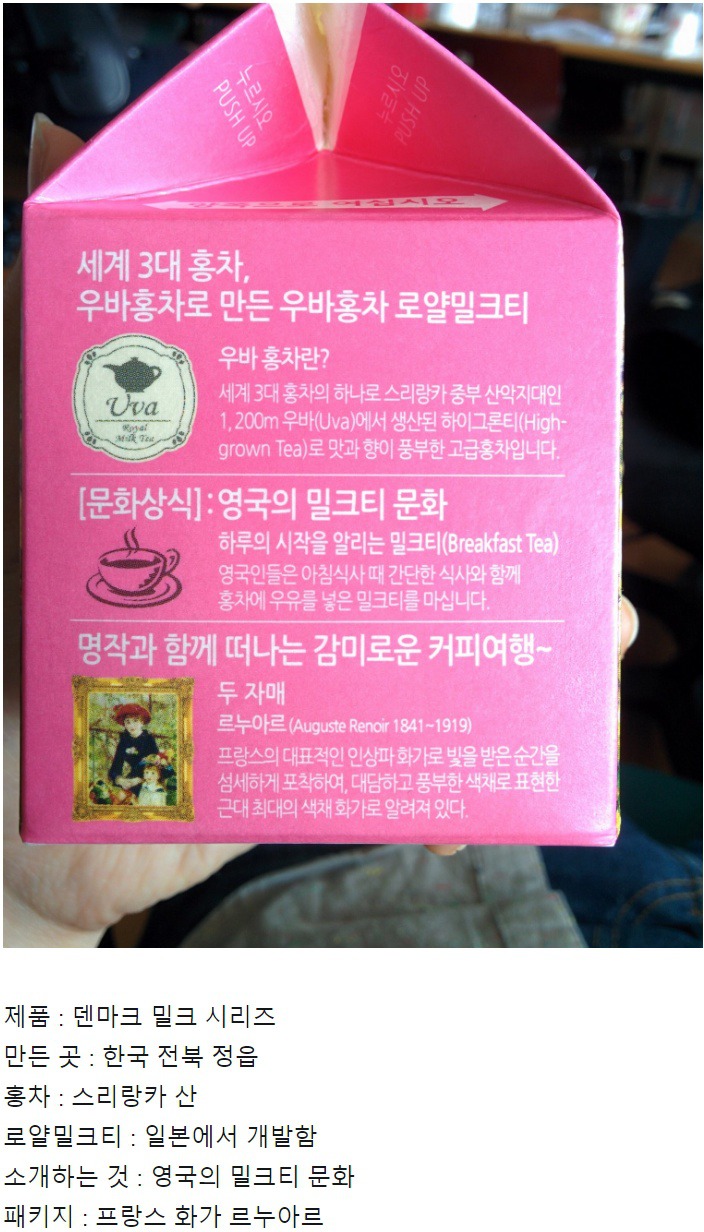 누르시오
PUSH UP
누르시오
PUSH UP
양쪽으로 여십시오
세계 3대 홍차,
우바홍차로 만든 우바홍차 로얄밀크티
Uva
Royal
Milk Tea
우바 홍차란?
세계 3대 홍차의 하나로 스리랑카 중부 산악지대인
1,200m 우바(Uva)에서 생산된 하이그론티(High-
grown Tea)로 맛과 향이 풍부한 고급홍차입니다.
[문화상식] : 영국의 밀크티 문화
하루의 시작을 알리는 밀크티(Breakfast Tea)
영국인들은 아침식사 때 간단한 식사와 함께
홍차에 우유를 넣은 밀크티를 마십니다.
명작과 함께 떠나는 감미로운 커피여행~
두 자매
르누아르 (Auguste Renoir 1841~1919)
프랑스의 대표적인 인상파 화가로 빛을 받은 순간을
섬세하게 포착하여, 대담하고 풍부한 색채로 표현한
근대 최대의 색채 화가로 알려져 있다.
제품 : 덴마크 밀크 시리즈
만든 곳 : 한국 전북 정읍
홍차 : 스리랑카 산
로얄밀크티 : 일본에서 개발함
소개하는 것 : 영국의 밀크티 문화
패키지 : 프랑스 화가 르누아르